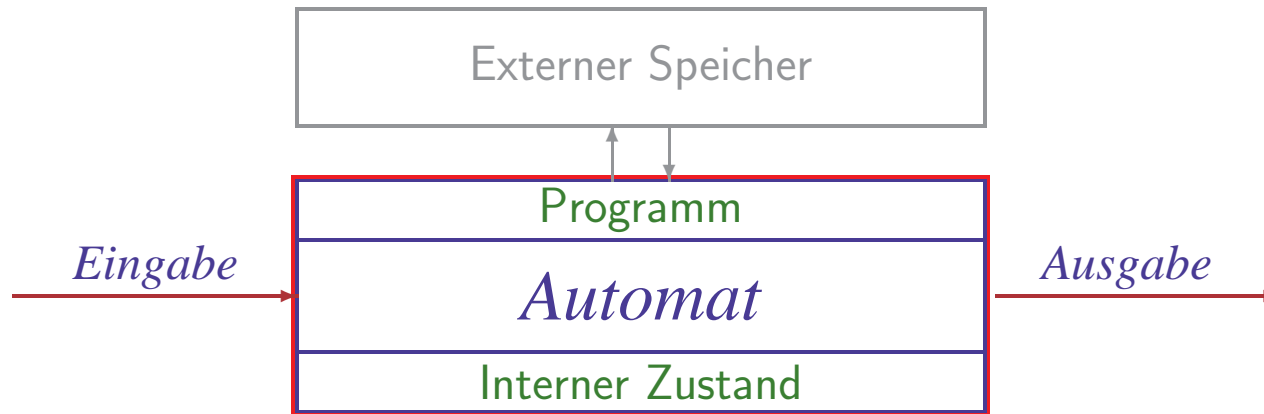 Externer Speicher
Programm
Eingabe
Automat
Ausgabe
Interner Zustand